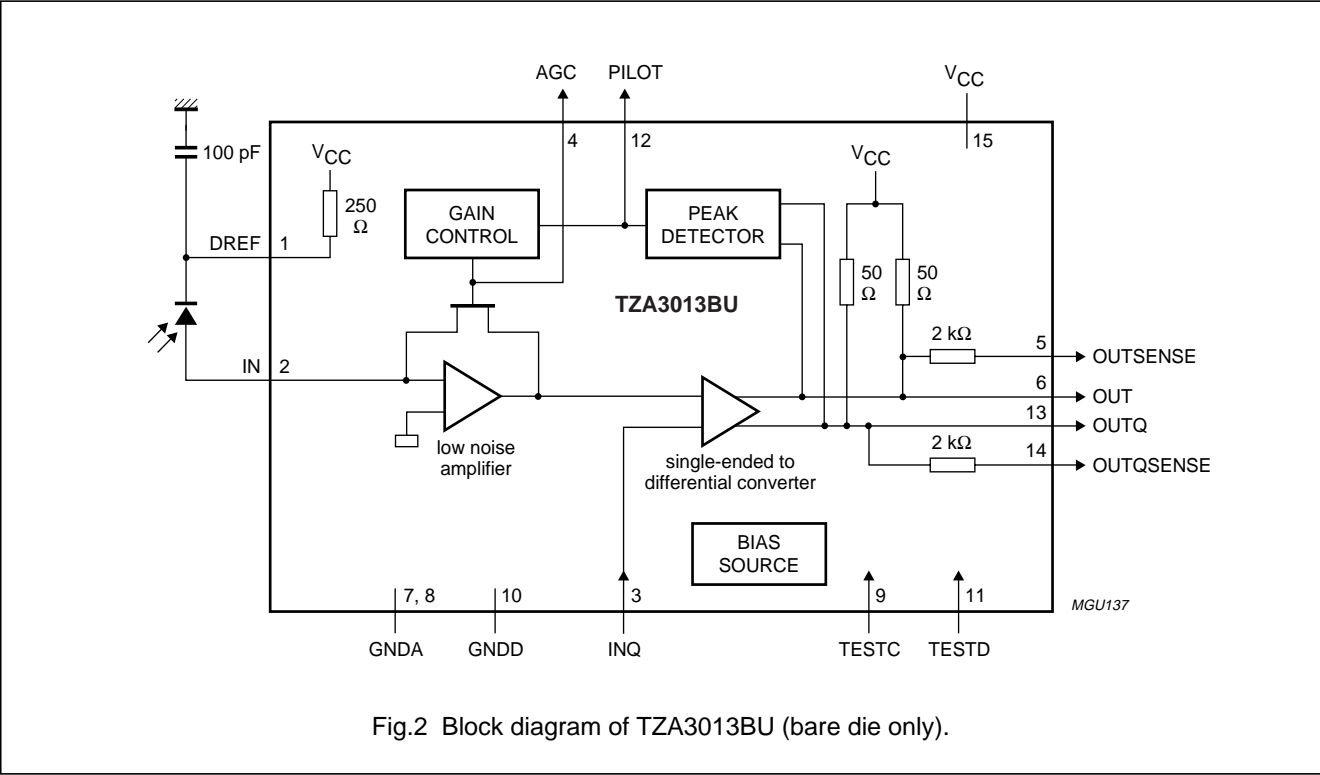 AGC
PILOT
VCC
4
12
15
100 pF
VCC
250
Ω
VCC
GAIN
CONTROL
PEAK
DETECTOR
DREF
1
50
Ω
50
Ω
TZA3013BU
2 kΩ
5
OUTSENSE
IN
2
6
OUT
13
OUTQ
low noise
amplifier
2 kΩ
14
OUTQSENSE
single-ended to
differential converter
BIAS
SOURCE
7, 8
10
3
9
11
MGU137
GNDA
GNDD
INQ
TESTC
TESTD
Fig.2 Block diagram of TZA3013BU (bare die only).